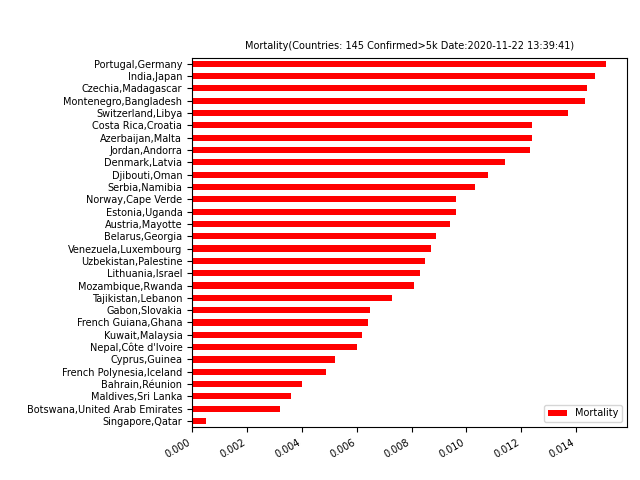 Mortality(Countries: 145 Confirmed>5k Date:2020-11-22 13:39:41)
Portugal,Germany
India,Japan
Czechia,Madagascar
Montenegro,Bangladesh
Switzerland,Libya
Costa Rica,Croatia
Azerbaijan,Malta
Jordan,Andorra
Denmark,Latvia
Djibouti,Oman
Serbia,Namibia
Norway,Cape Verde
Estonia,Uganda
Austria,Mayotte
Belarus,Georgia
Venezuela,Luxembourg
Uzbekistan,Palestine
Lithuania,Israel
Mozambique,Rwanda
Tajikistan,Lebanon
Gabon,Slovakia
French Guiana,Ghana
Kuwait,Malaysia
Nepal,Côte d'Ivoire
Cyprus,Guinea
French Polynesia,Iceland
Bahrain,Réunion
Maldives,Sri Lanka
Botswana,United Arab Emirates
Singapore,Qatar
Mortality
0.000 0.002 0.004 0.006 0.008 0.010 0.012 0.014